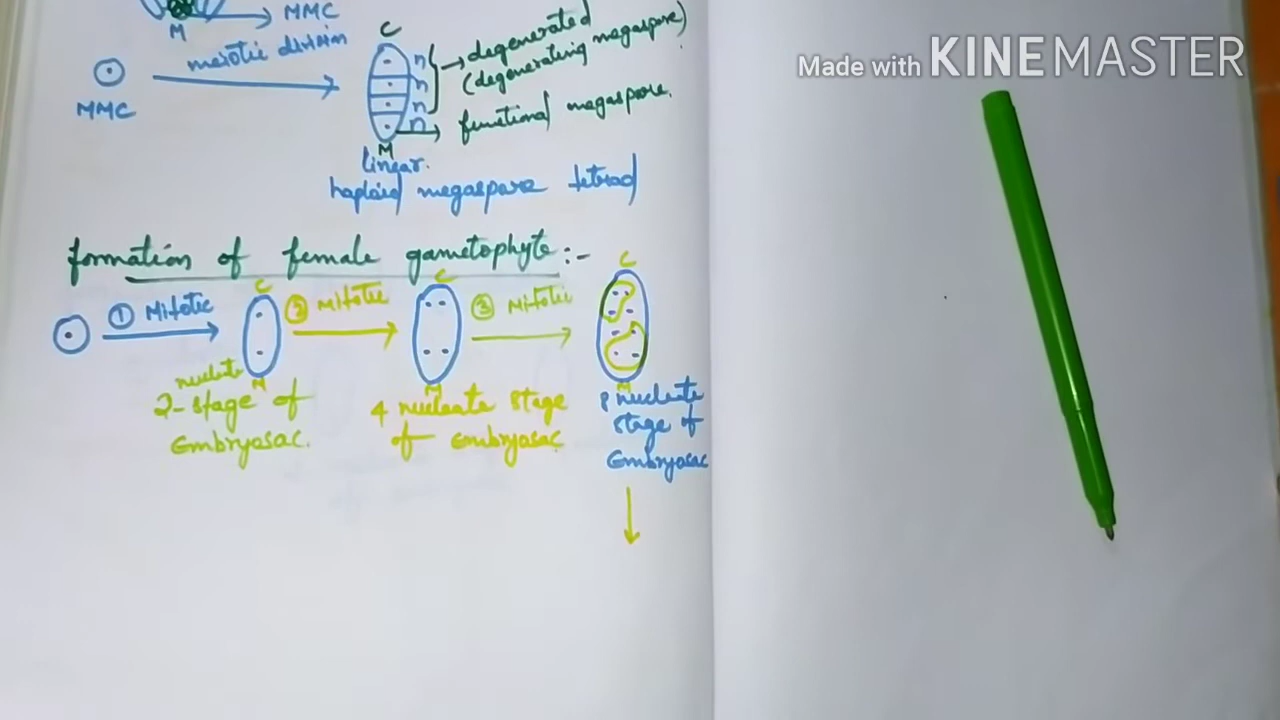 MMC
M
meiotic division
MMC
C
n
n
n
n
degenerated
(degenerating megaspore)
functional megaspore.
M
linear.
haploid megaspore tetrad
formation of female gametophyte:-
① Mitotic
C
M
② Mitotic
C
M
③ Mitotic
C
M
nucleate
2-stage of
Embryosac.
4 nucleate stage
of embryosac
8 nucleate
stage of
Embryosac
Made with KINEMASTER